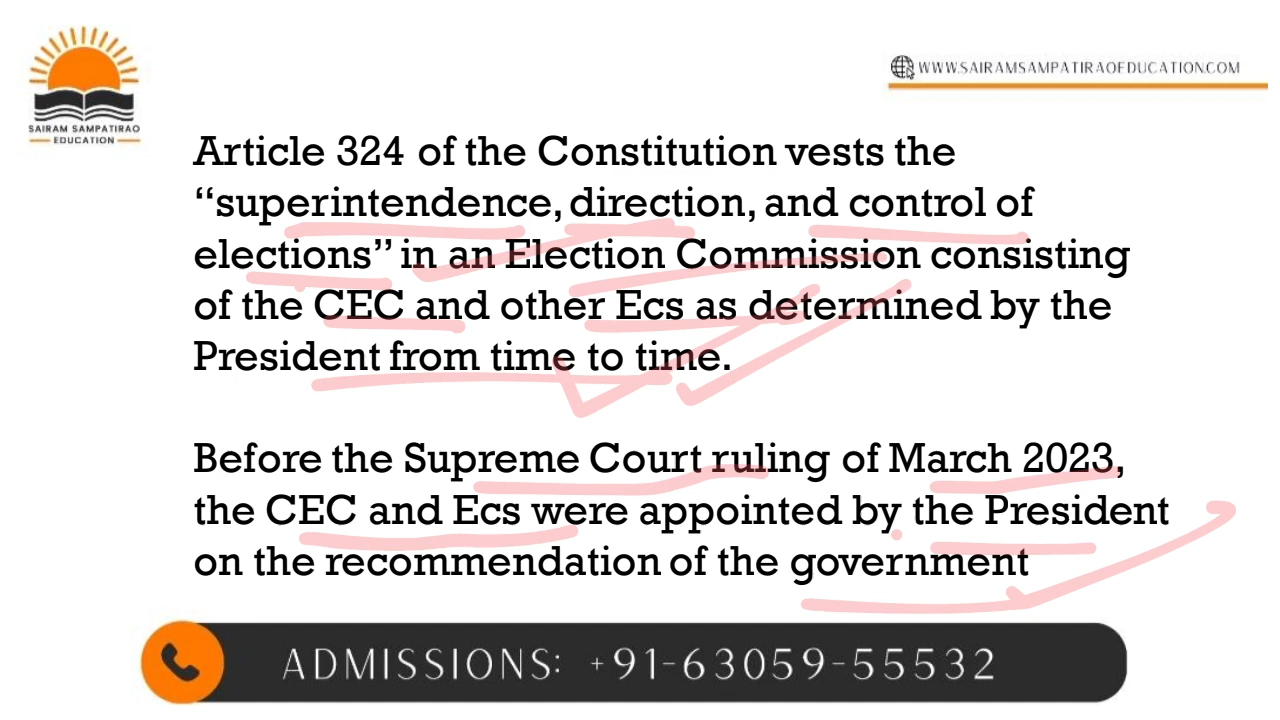 SAIRAM SAMPATIRAO
EDUCATION
WWW.SAIRAMSAMPATIRAOEDUCATION.COM
Article 324 of the Constitution vests the
“superintendence, direction, and control of
elections” in an Election Commission consisting
of the CEC and other Ecs as determined by the
President from time to time.
Before the Supreme Court ruling of March 2023,
the CEC and Ecs were appointed by the President
on the recommendation of the government
ADMISSIONS: +91-63059-55532